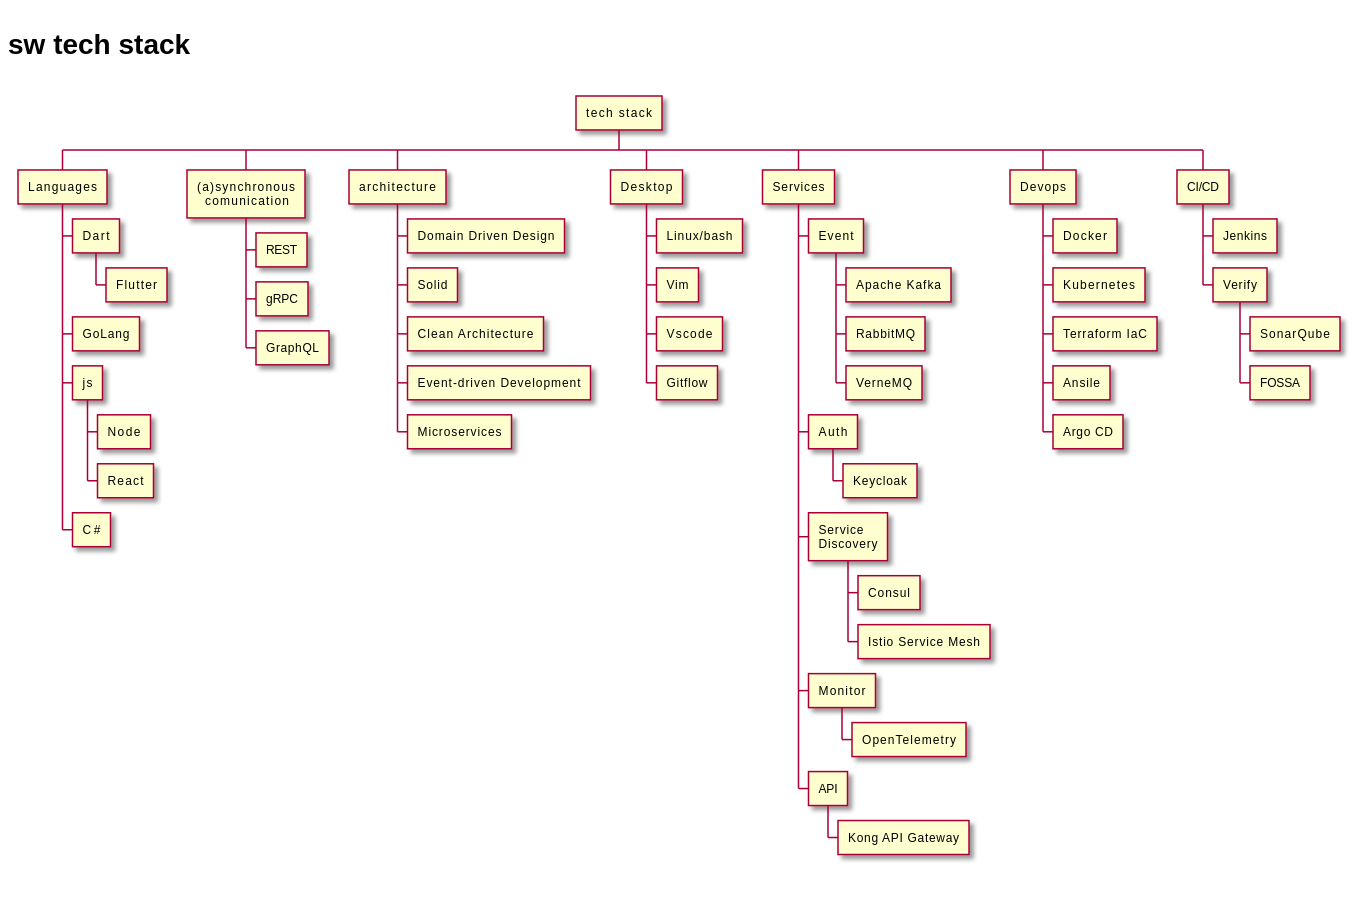 sw tech stack
tech stack
Languages
Dart
Flutter
GoLang
js
Node
React
C#
(a)synchronous
comunication
REST
gRPC
GraphQL
architecture
Domain Driven Design
Solid
Clean Architecture
Event-driven Development
Microservices
Desktop
Linux/bash
Vim
Vscode
Gitflow
Services
Event
Apache Kafka
RabbitMQ
VerneMQ
Auth
Keycloak
Service
Discovery
Consul
Istio Service Mesh
Monitor
OpenTelemetry
API
Kong API Gateway
Devops
Docker
Kubernetes
Terraform IaC
Ansile
Argo CD
CI/CD
Jenkins
Verify
SonarQube
FOSSA